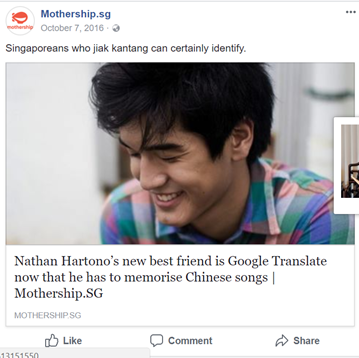 Mothership.sg
mothership
October 7, 2016 ·
Singaporeans who jiak kantang can certainly identify.
Nathan Hartono's new best friend is Google Translate
now that he has to memorise Chinese songs |
Mothership.SG
MOTHERSHIP.SG
Like Comment Share
13151550